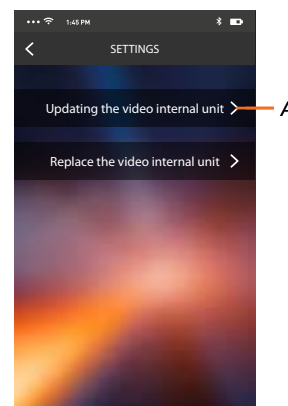 1:45 PM
SETTINGS
Updating the video internal unit
A
Replace the video internal unit